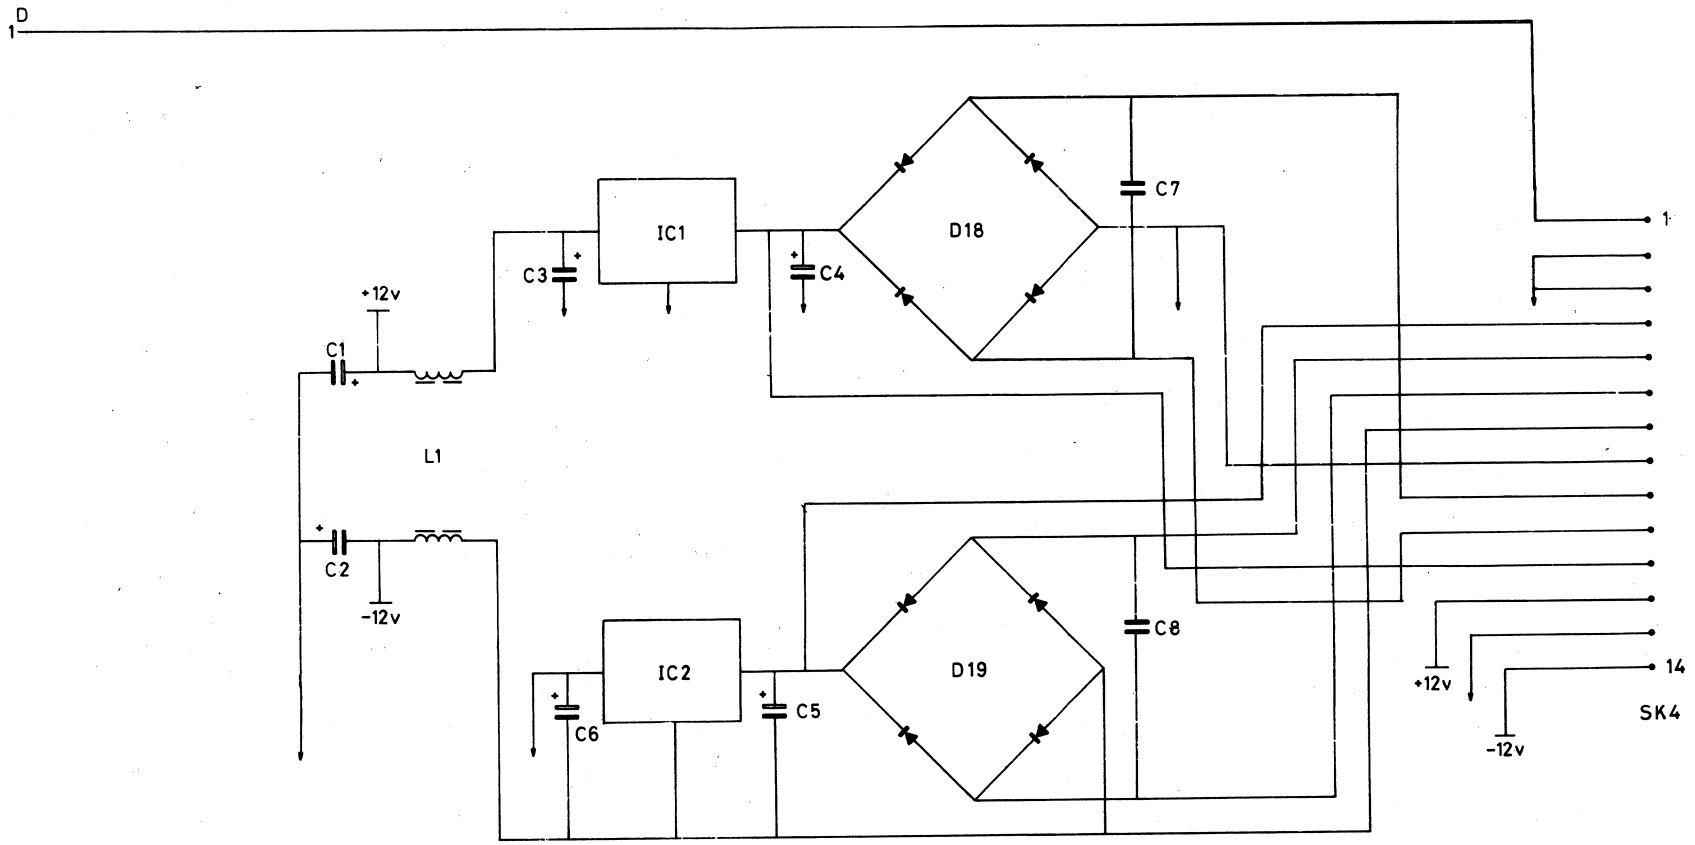 D
1
C7
1
IC1
D18
C3
+
+
C4
+12v
C1
+
L1
+
C2
-12v
C8
IC2
D19
14
+12v
+
C6
+
C5
SK4
-12v